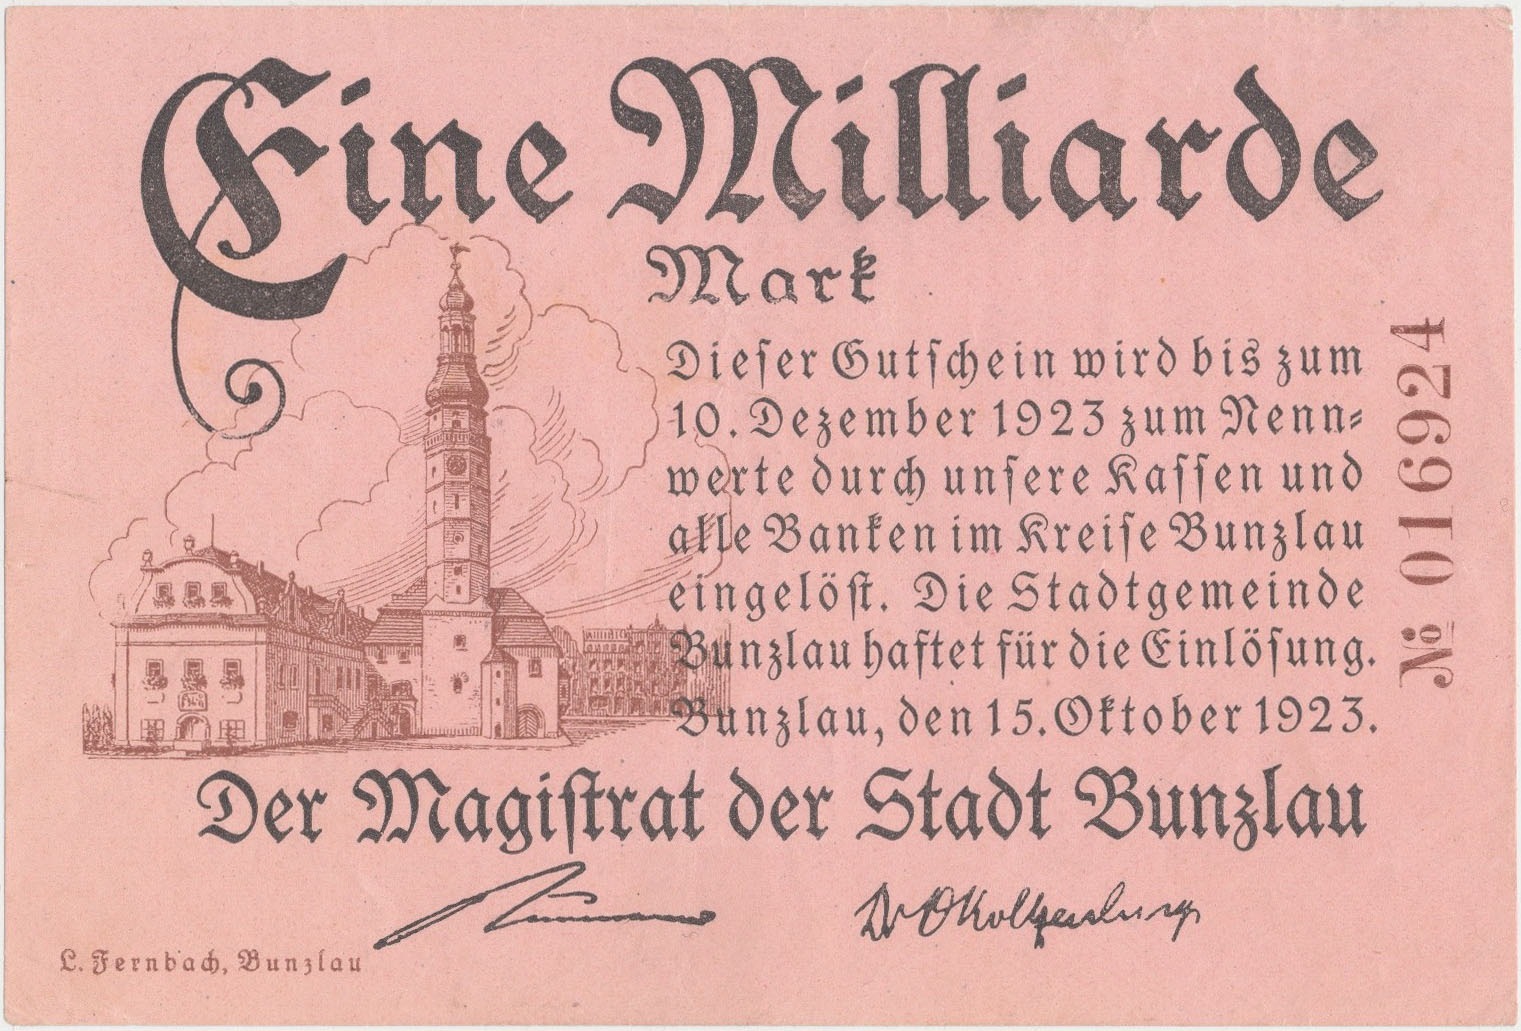 Eine Milliarde
Mark
Dieser Gutschein wird bis zum
10. Dezember 1923 zum Nenn=
werte durch unsere Kassen und
alle Banken im Kreise Bunzlau
eingelöst. Die Stadtgemeinde
Bunzlau haftet für die Einlösung.
Bunzlau, den 15. Oktober 1923.
№ 016924
Der Magistrat der Stadt Bunzlau
L. Fernbach, Bunzlau